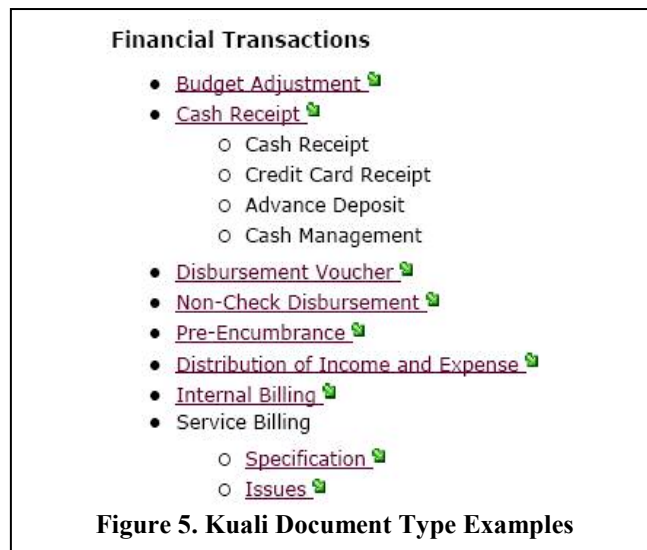 Financial Transactions
• Budget Adjustment
• Cash Receipt
○ Cash Receipt
○ Credit Card Receipt
○ Advance Deposit
○ Cash Management
• Disbursement Voucher
• Non-Check Disbursement
• Pre-Encumbrance
• Distribution of Income and Expense
• Internal Billing
• Service Billing
○ Specification
○ Issues
Figure 5. Kuali Document Type Examples